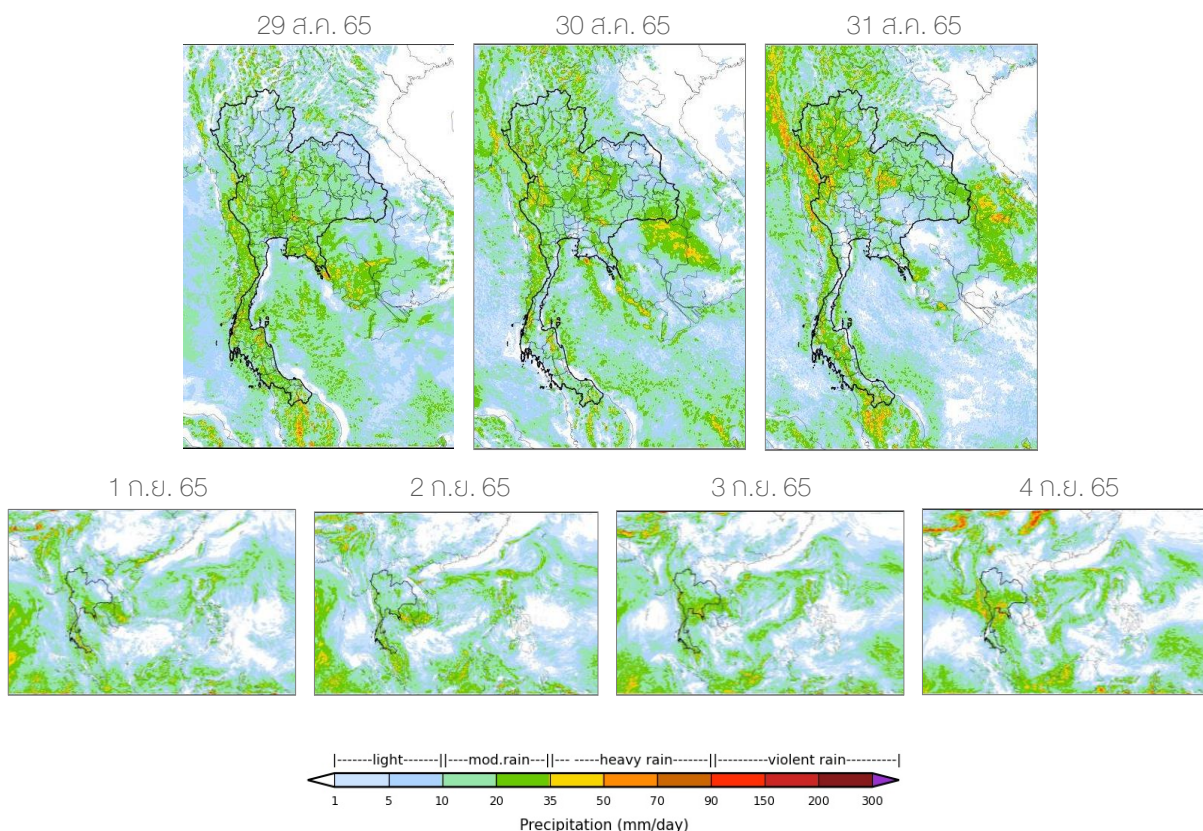 29 ส.ค. 65
30 ส.ค. 65
31 ส.ค. 65
1 ก.ย. 65
2 ก.ย. 65
3 ก.ย. 65
4 ก.ย. 65
|-------light-------||---mod.rain---||--- -------heavy rain-------||---------violent rain---------|
1 5 10 20 35 50 70 90 150 200 300
Precipitation (mm/day)